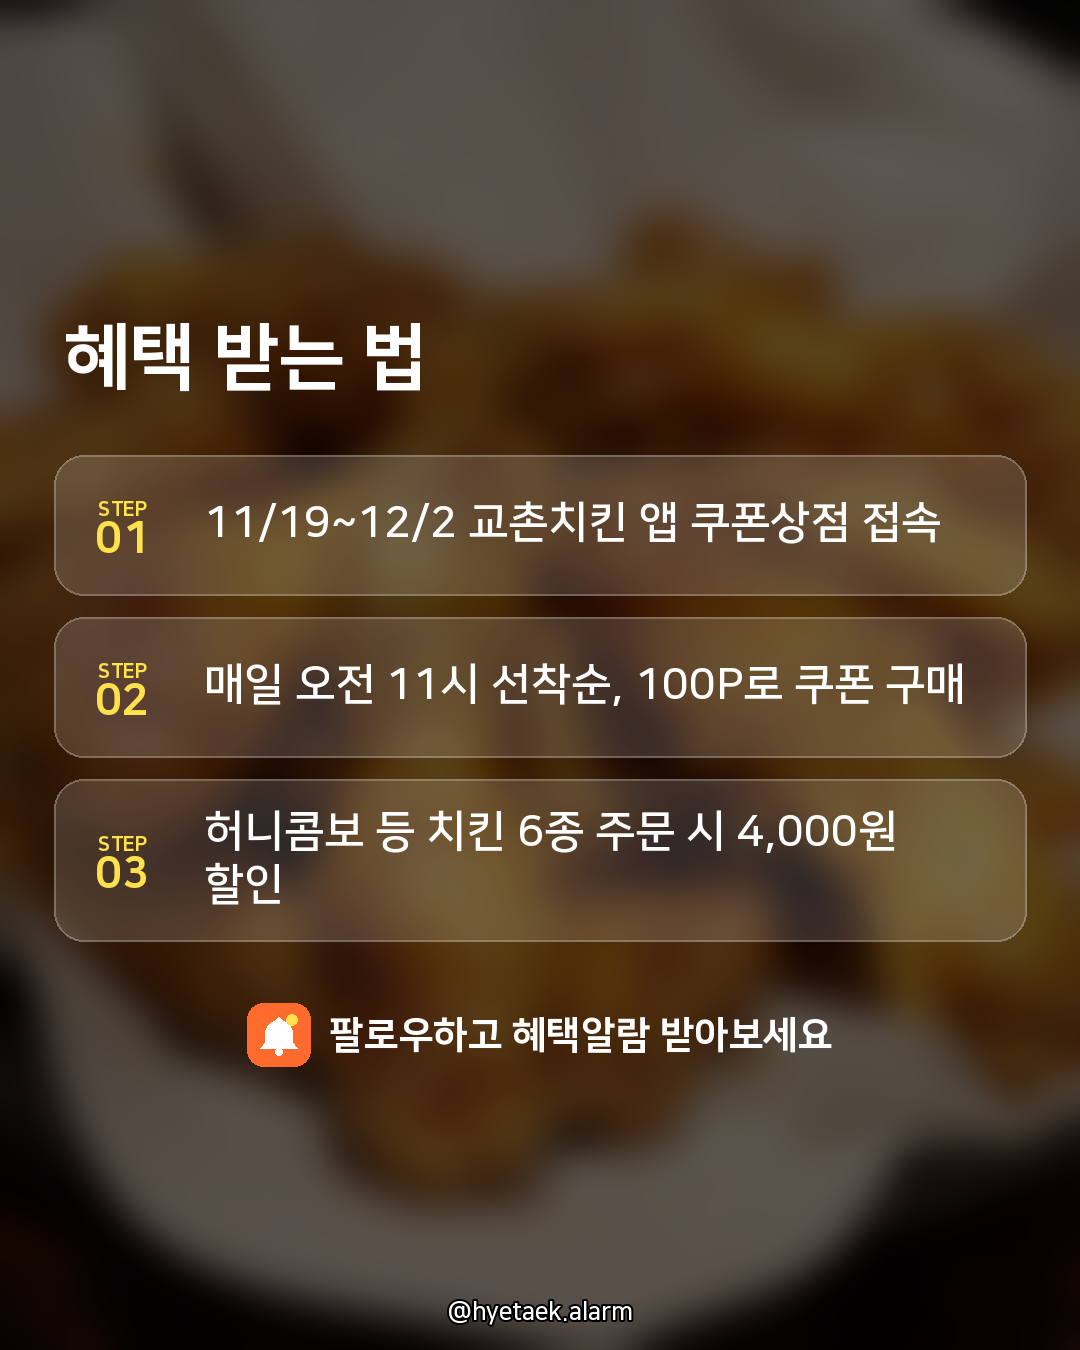 혜택 받는 법
STEP
01
11/19~12/2 교촌치킨 앱 쿠폰상점 접속
STEP
02
매일 오전 11시 선착순, 100P로 쿠폰 구매
STEP
03
허니콤보 등 치킨 6종 주문 시 4,000원
할인
팔로우하고 혜택알람 받아보세요
@hyetaek.alarm